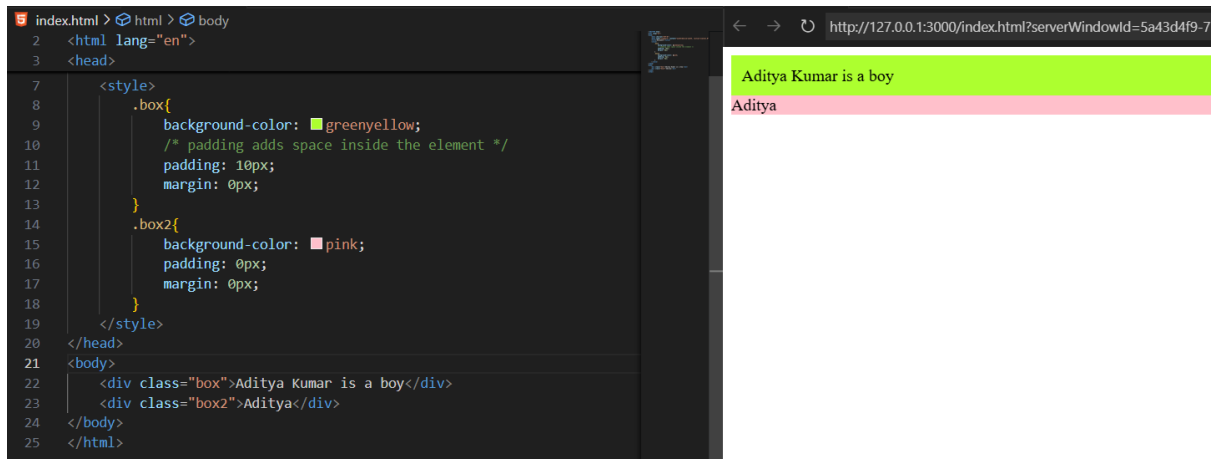 index.html > html > body
2 <html lang="en">
3 <head>
7 <style>
8 .box{
9 background-color: greenyellow;
10 /* padding adds space inside the element */
11 padding: 10px;
12 margin: 0px;
13 }
14 .box2{
15 background-color: pink;
16 padding: 0px;
17 margin: 0px;
18 }
19 </style>
20 </head>
21 <body>
22 <div class="box">Aditya Kumar is a boy</div>
23 <div class="box2">Aditya</div>
24 </body>
25 </html>
http://127.0.0.1:3000/index.html?serverWindowId=5a43d4f9-7
Aditya Kumar is a boy
Aditya